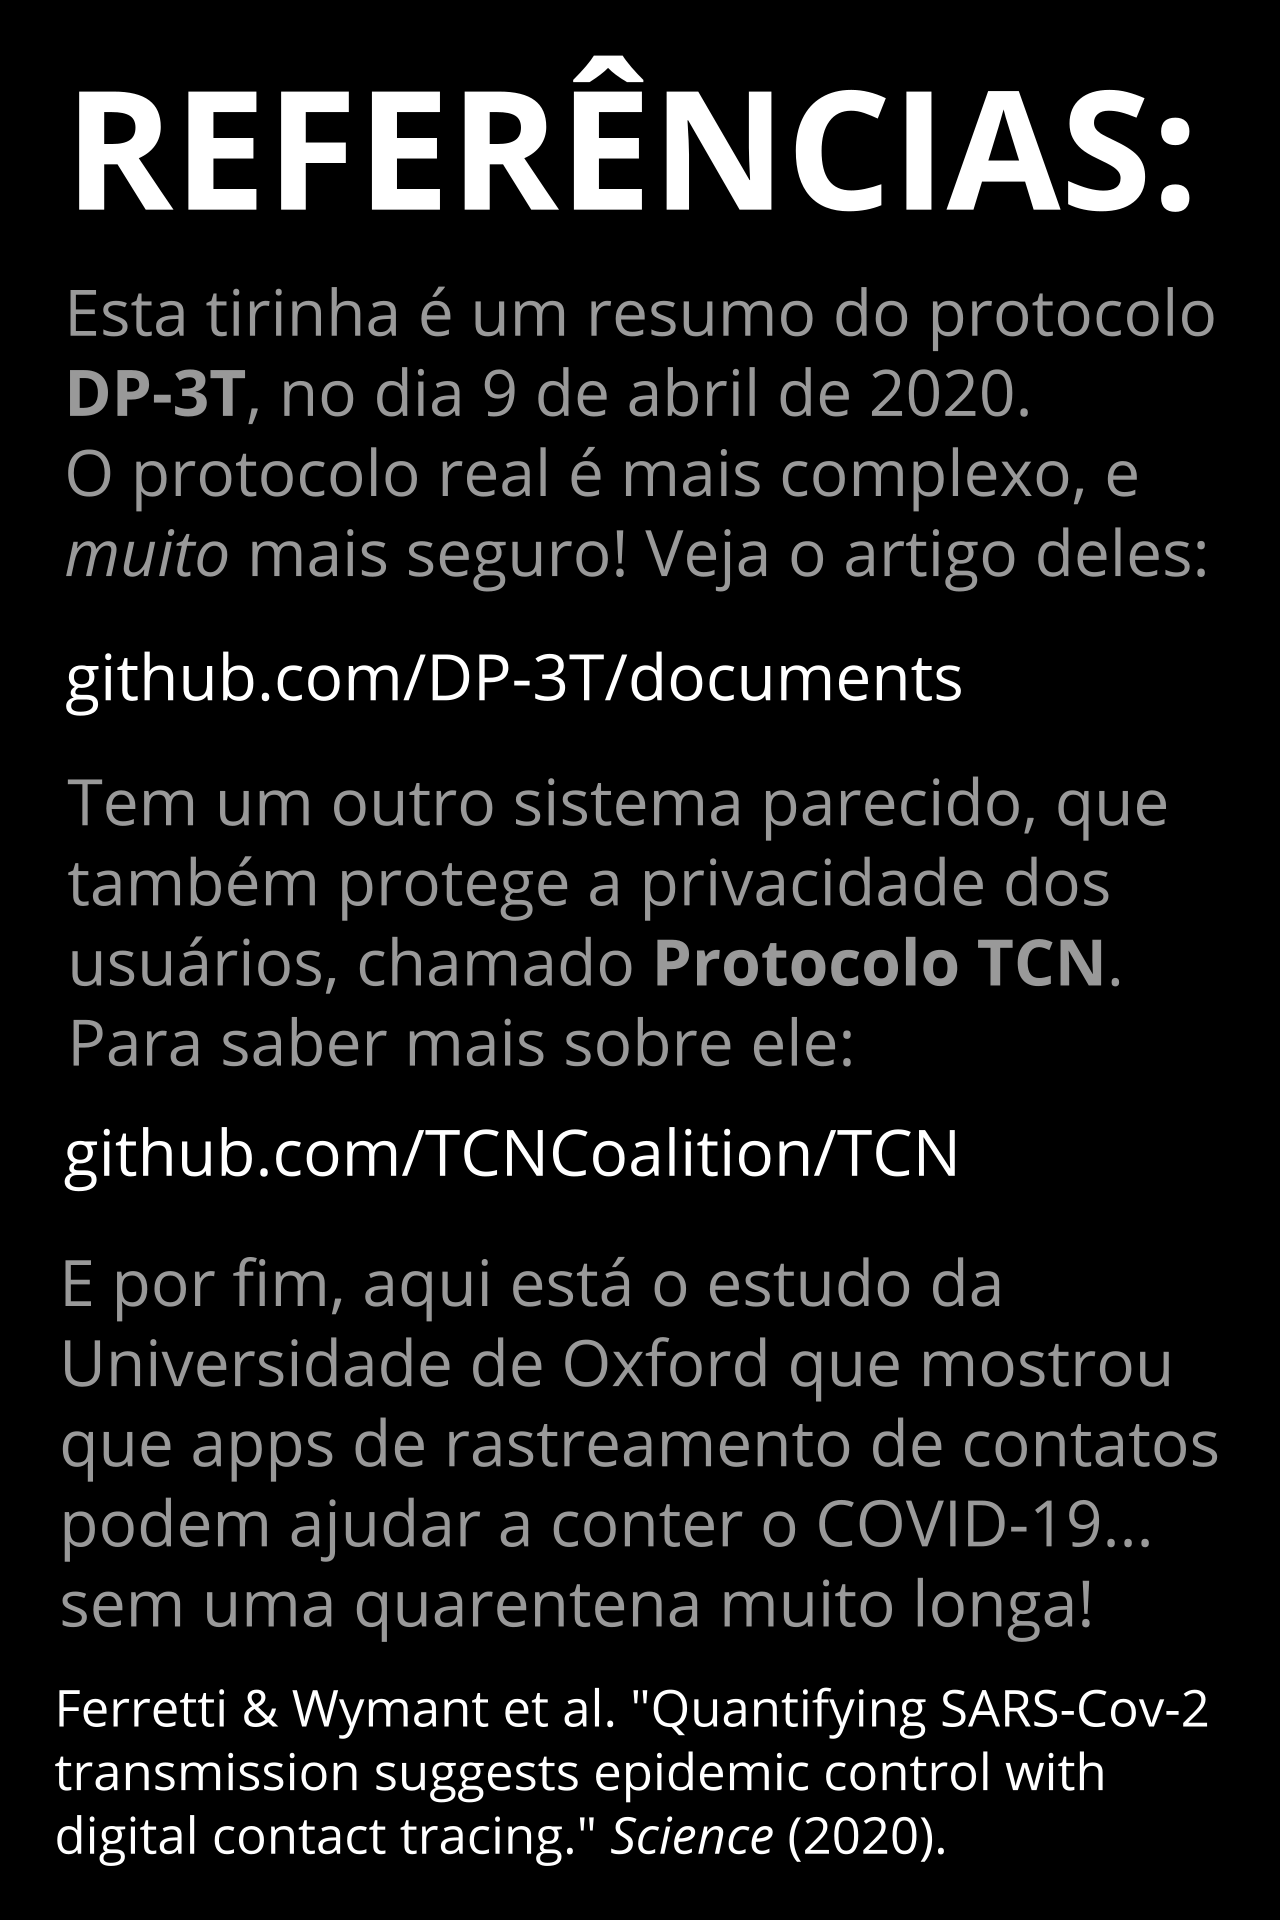 REFERÊNCIAS:
Esta tirinha é um resumo do protocolo
DP-3T, no dia 9 de abril de 2020.
O protocolo real é mais complexo, e
muito mais seguro! Veja o artigo deles:
github.com/DP-3T/documents
Tem um outro sistema parecido, que
também protege a privacidade dos
usuários, chamado Protocolo TCN.
Para saber mais sobre ele:
github.com/TCNCoalition/TCN
E por fim, aqui está o estudo da
Universidade de Oxford que mostrou
que apps de rastreamento de contatos
podem ajudar a conter o COVID-19...
sem uma quarentena muito longa!
Ferretti & Wymant et al. "Quantifying SARS-Cov-2
transmission suggests epidemic control with
digital contact tracing." Science (2020).